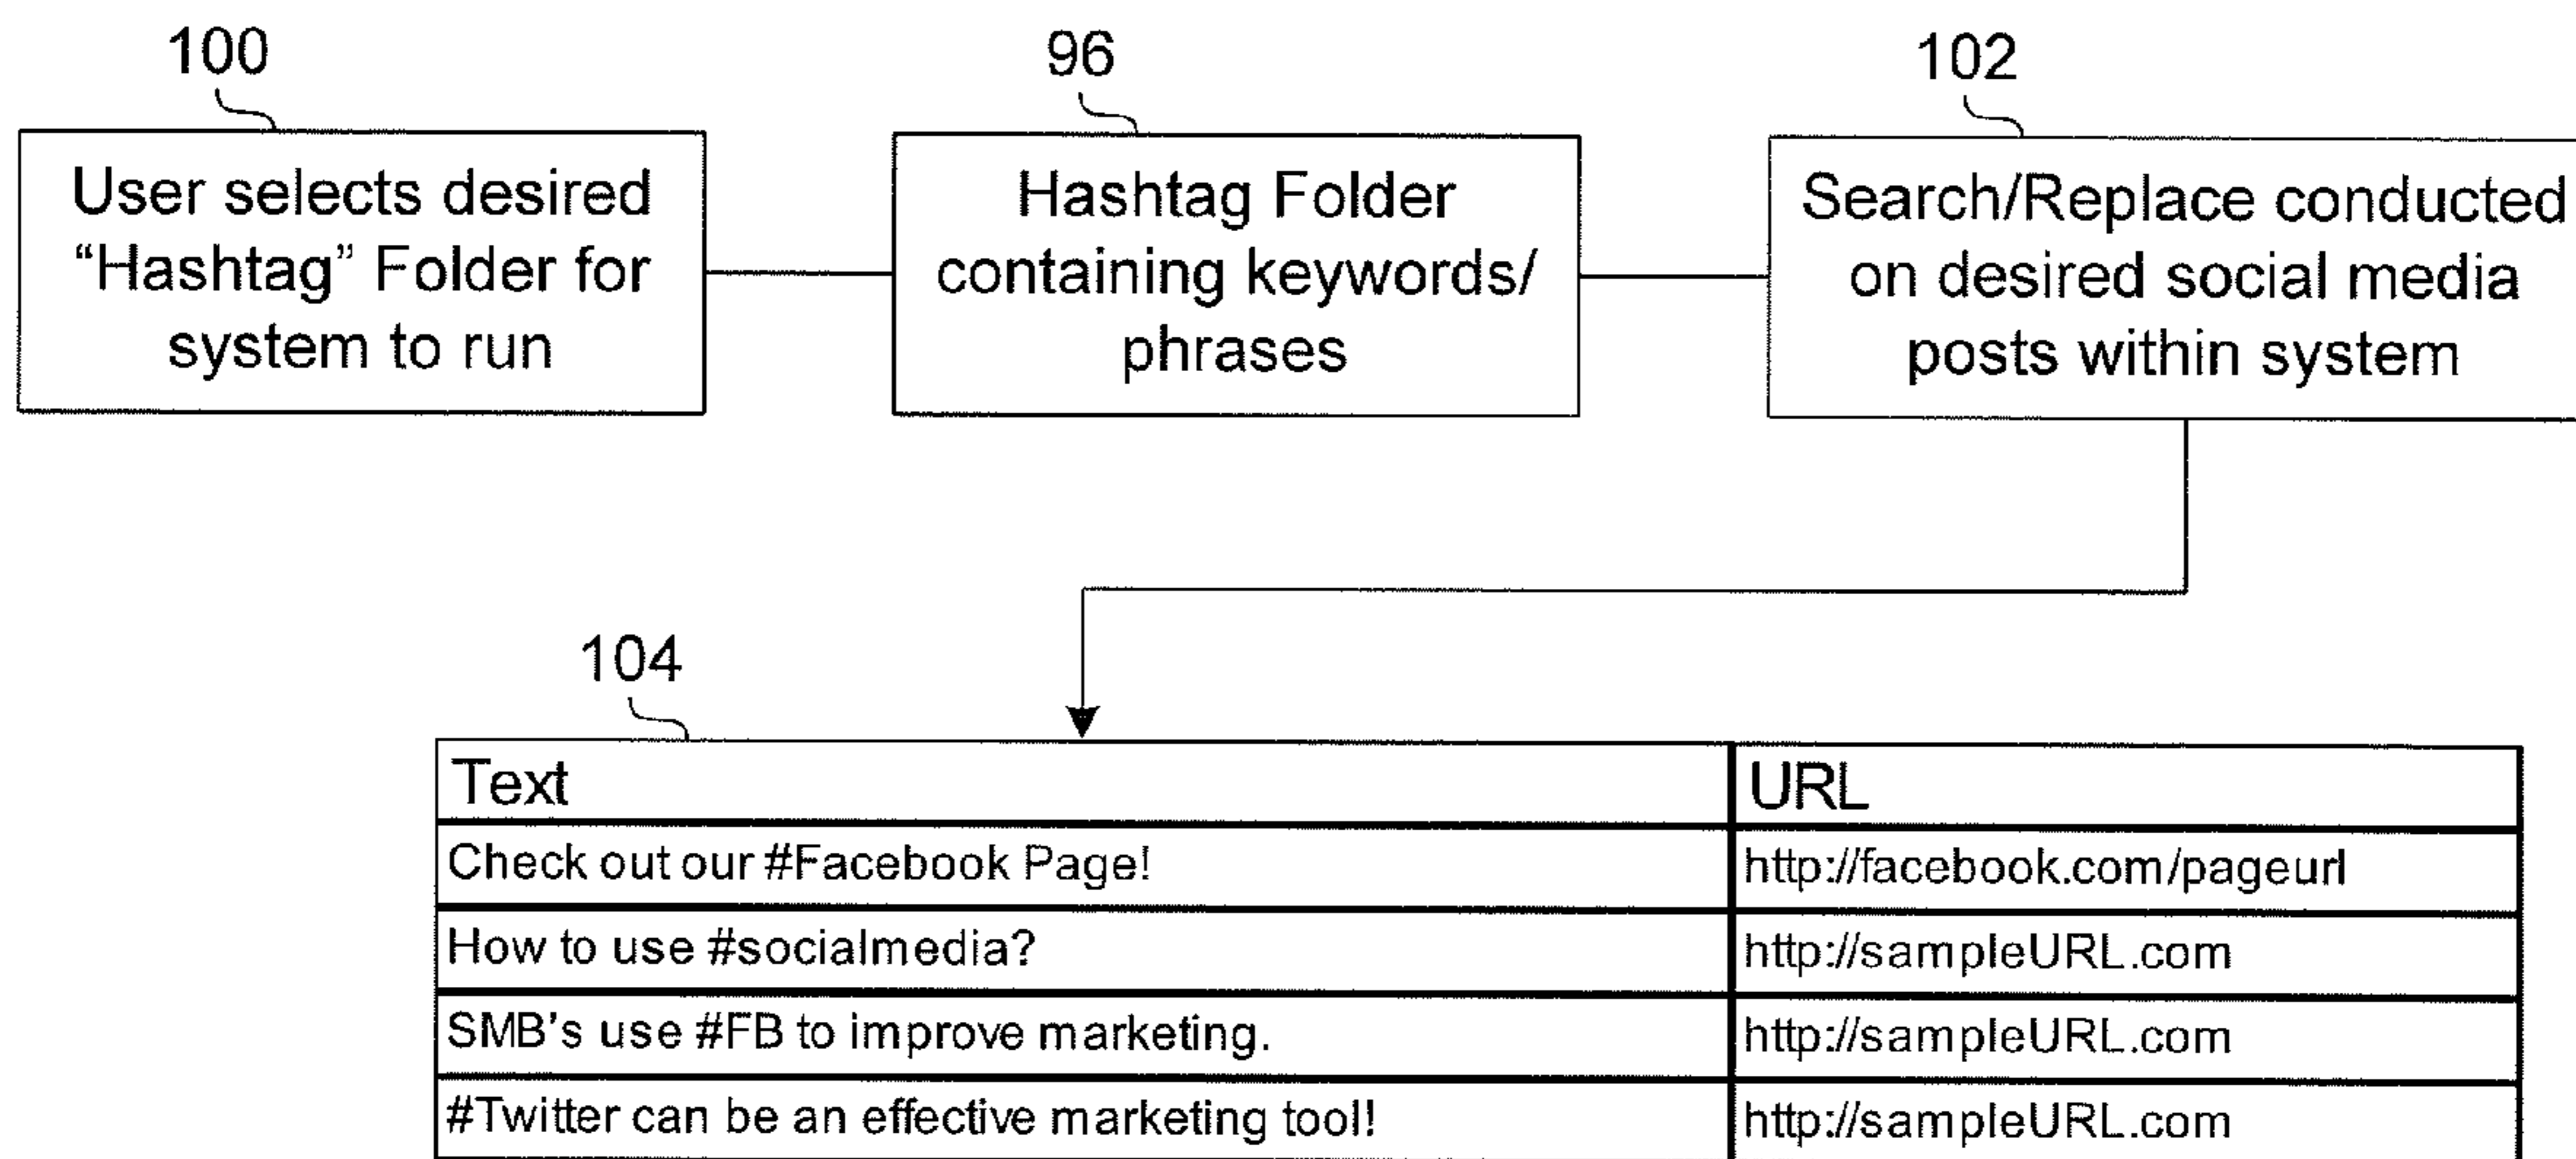 100
User selects desired
“Hashtag” Folder for
system to run
96
Hashtag Folder
containing keywords/
phrases
102
Search/Replace conducted
on desired social media
posts within system
104
Text URL
Check out our #Facebook Page! http://facebook.com/pageurl
How to use #socialmedia? http://sampleURL.com
SMB's use #FB to improve marketing. http://sampleURL.com
#Twitter can be an effective marketing tool! http://sampleURL.com